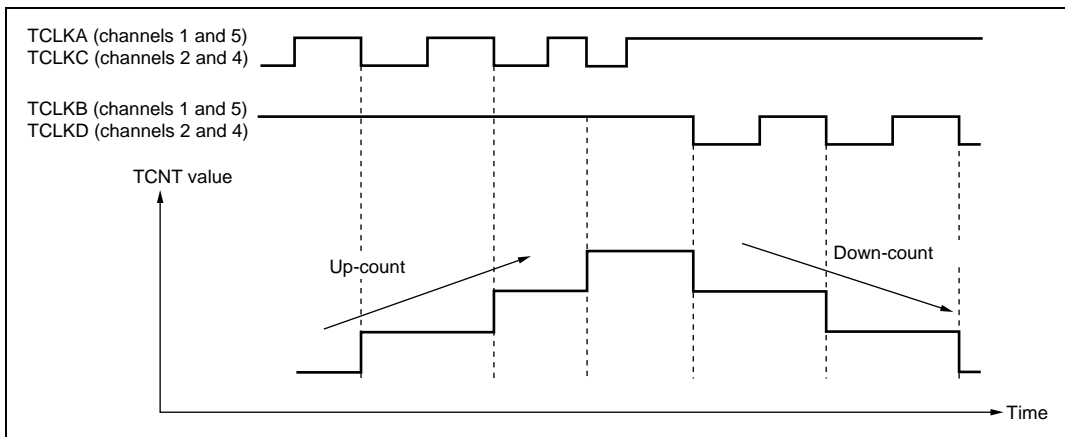 TCLKA (channels 1 and 5)
TCLKC (channels 2 and 4)
TCLKB (channels 1 and 5)
TCLKD (channels 2 and 4)
TCNT value
Up-count
Down-count
Time